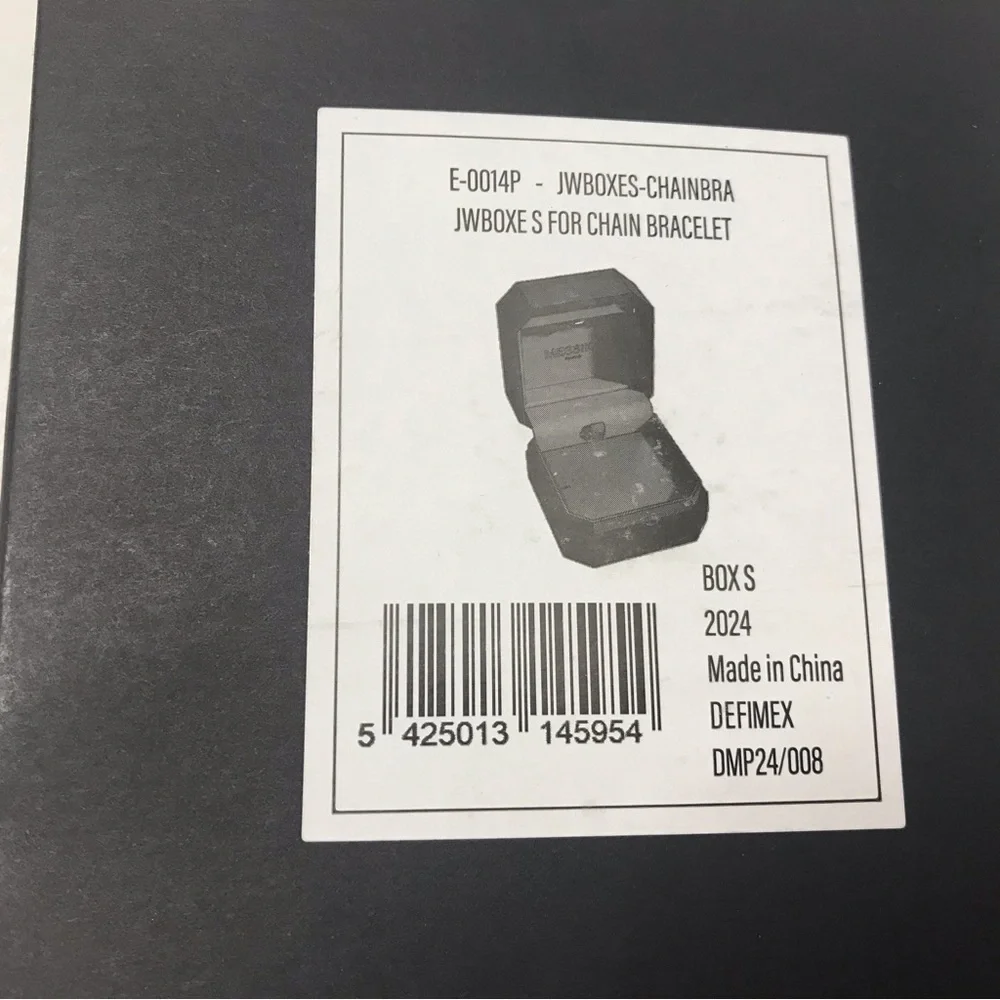 E-0014P - JWBOXES-CHAINBRA
JWBOXE S FOR CHAIN BRACELET
BOX S
2024
Made in China
DEFIMEX
DMP24/008
5 425013 145954